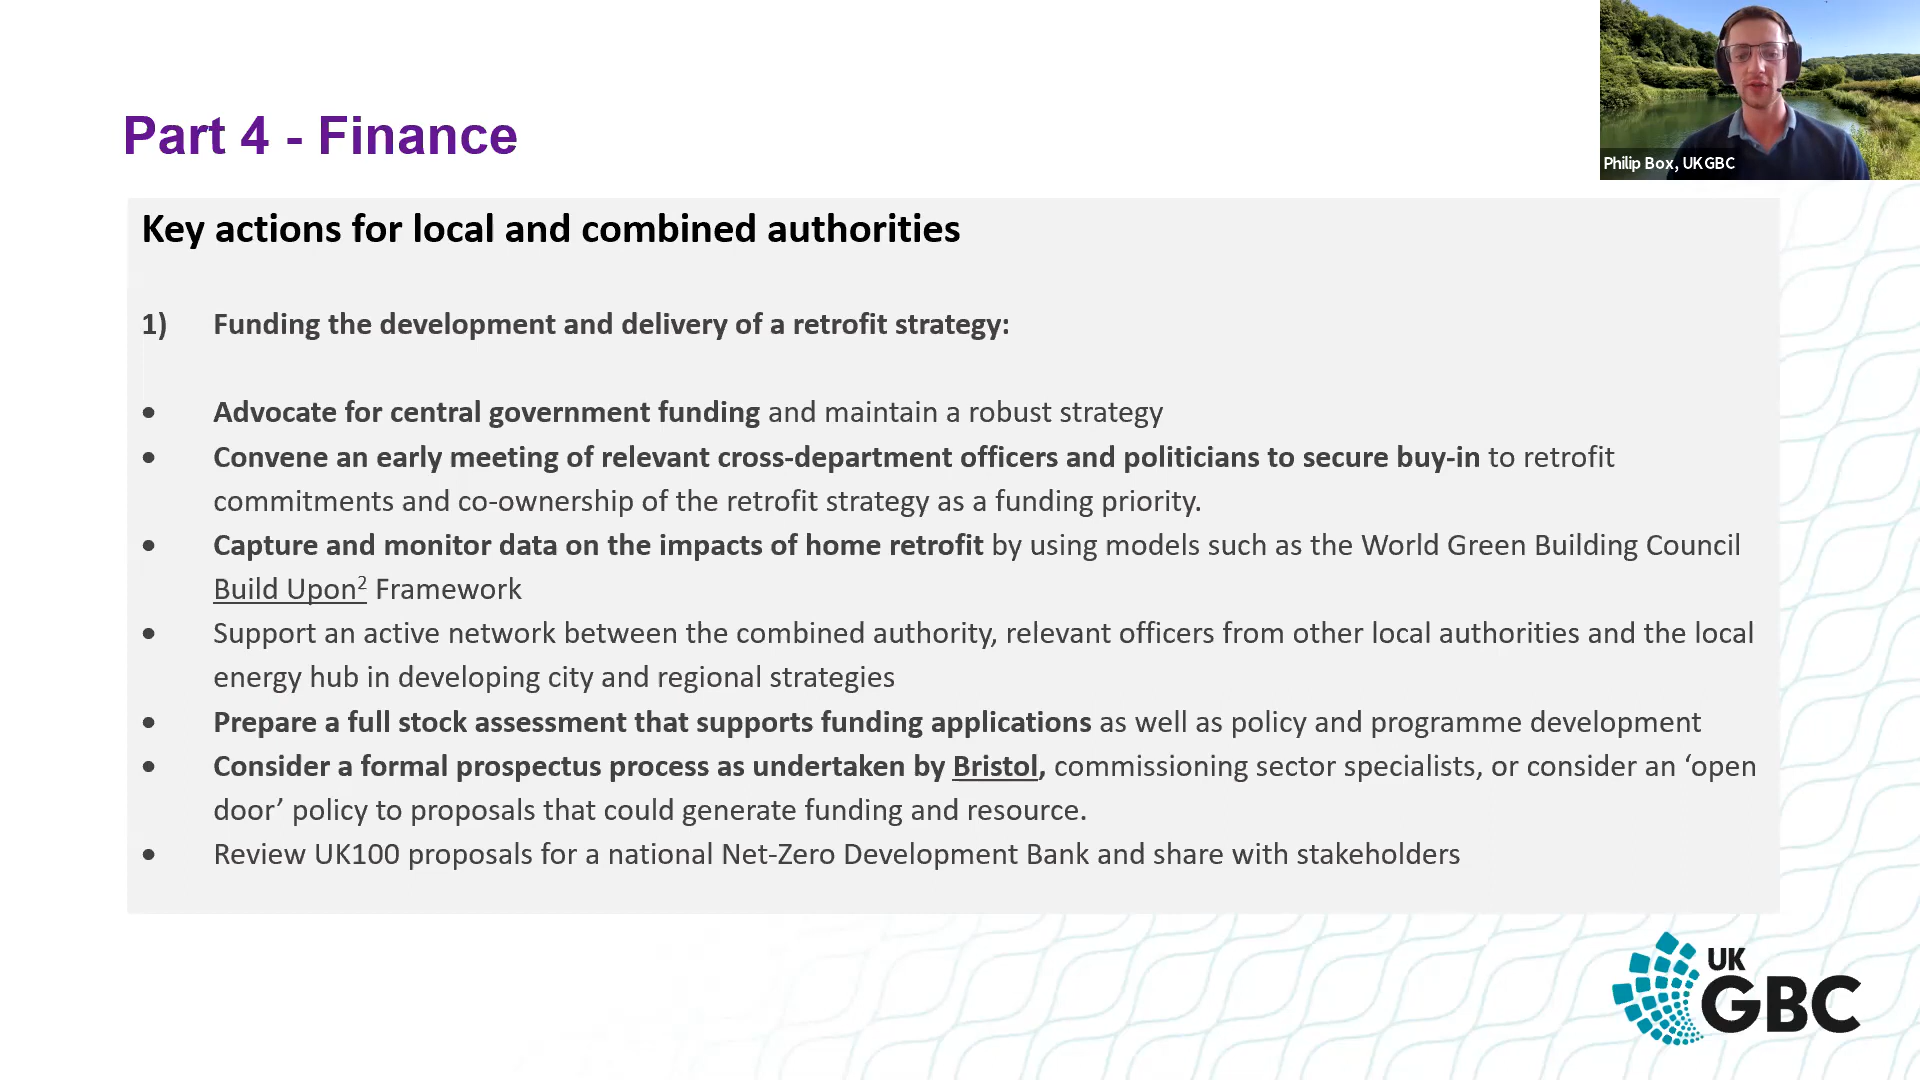 Part 4 - Finance
Philip Box, UKGBC
Key actions for local and combined authorities
1) Funding the development and delivery of a retrofit strategy:
• Advocate for central government funding and maintain a robust strategy
• Convene an early meeting of relevant cross-department officers and politicians to secure buy-in to retrofit
commitments and co-ownership of the retrofit strategy as a funding priority.
• Capture and monitor data on the impacts of home retrofit by using models such as the World Green Building Council
Build Upon² Framework
• Support an active network between the combined authority, relevant officers from other local authorities and the local
energy hub in developing city and regional strategies
• Prepare a full stock assessment that supports funding applications as well as policy and programme development
• Consider a formal prospectus process as undertaken by Bristol, commissioning sector specialists, or consider an ‘open
door’ policy to proposals that could generate funding and resource.
• Review UK100 proposals for a national Net-Zero Development Bank and share with stakeholders
UK
GBC